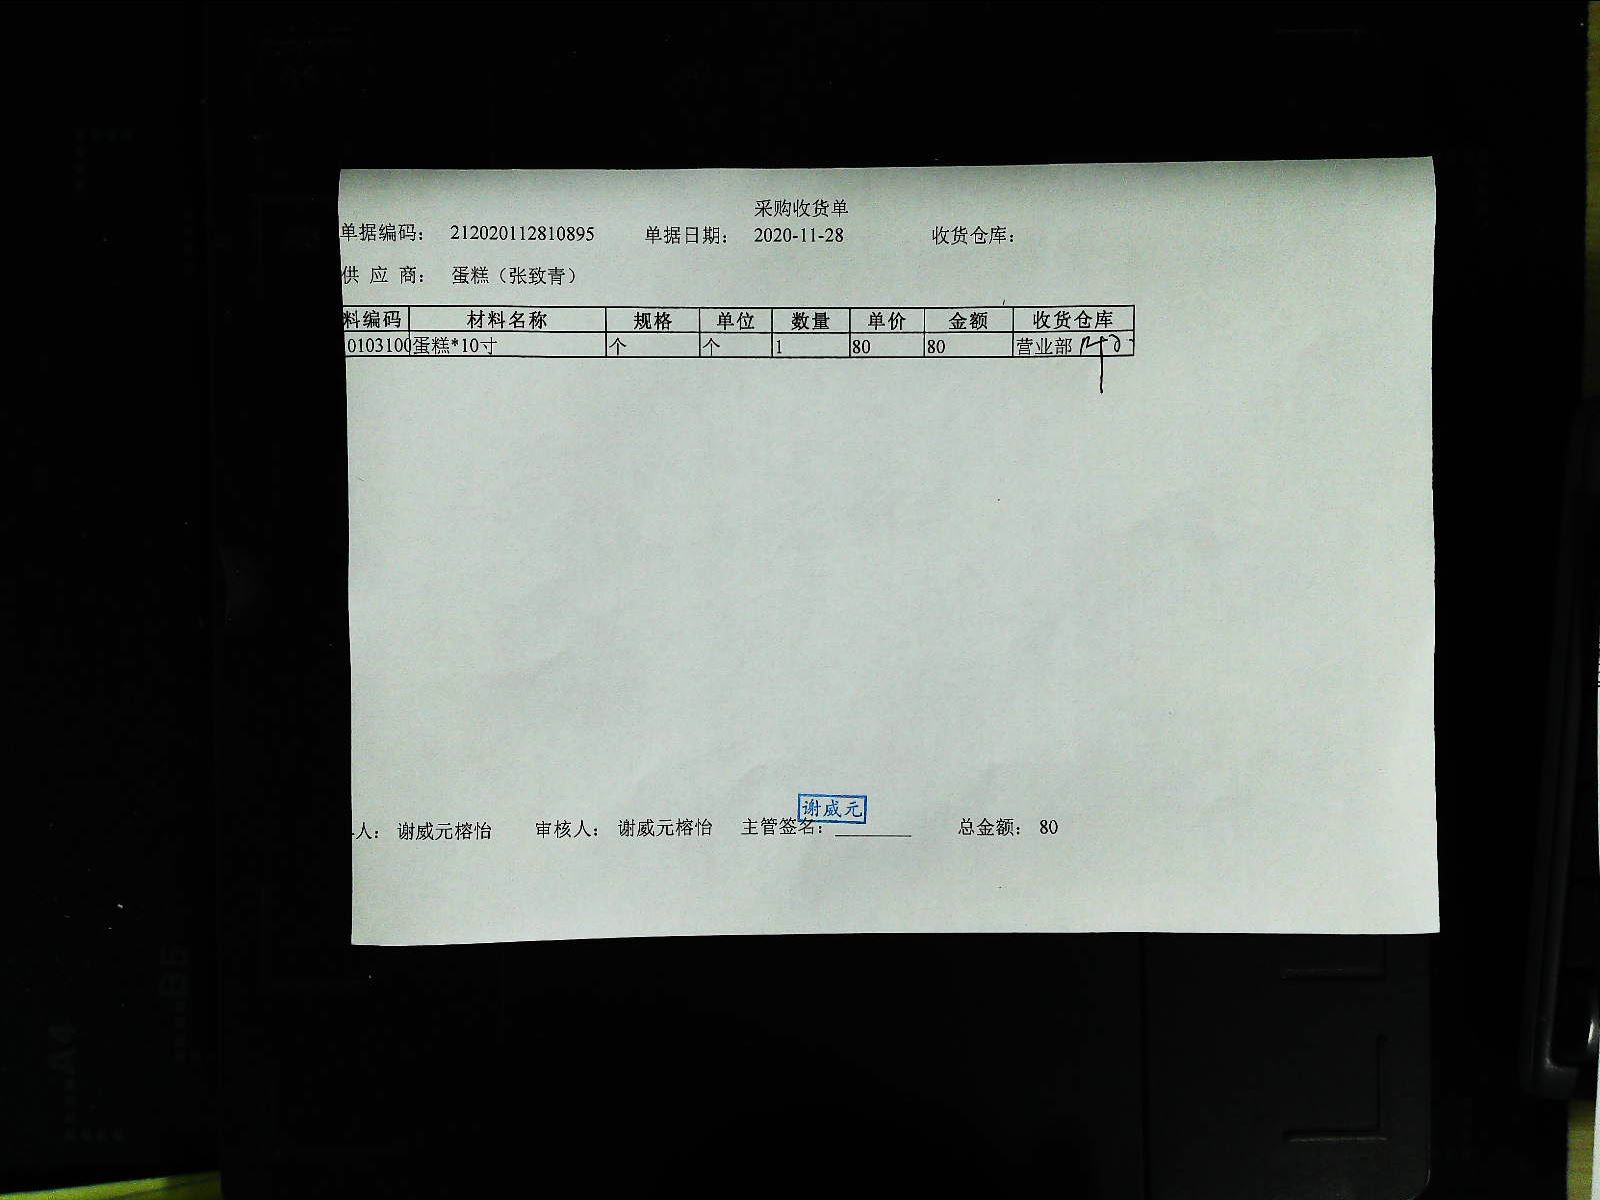 采购收货单
单据编码： 212020112810895 单据日期： 2020-11-28 收货仓库：
供 应 商： 蛋糕（张致青）
料编码 材料名称 规格 单位 数量 单价 金额 收货仓库
0103100 蛋糕*10寸 个 个 1 80 80 营业部
谢威元
人： 谢威元榕怡 审核人： 谢威元榕怡 主管签名：________ 总金额： 80
B5
A4